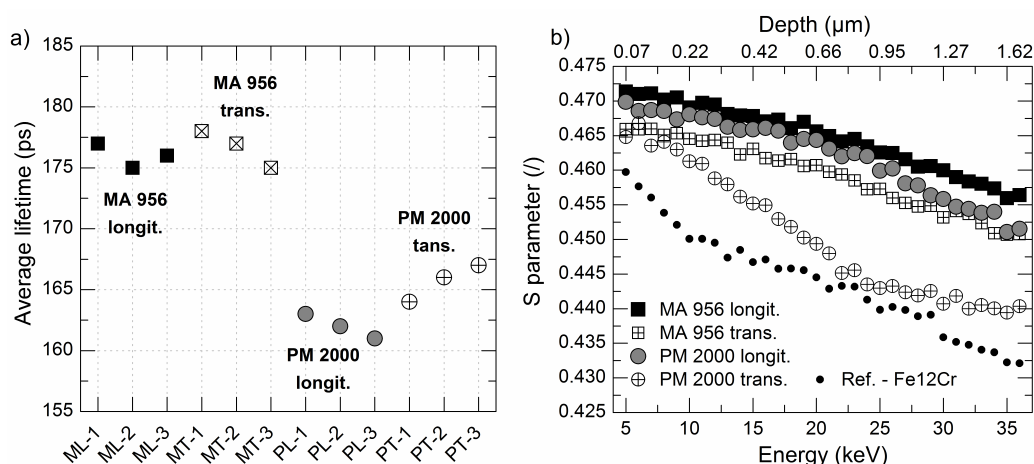 a)
Average lifetime (ps)
185
180
175
170
165
160
155
MA 956
trans.
MA 956
longit.
PM 2000
tans.
PM 2000
longit.
ML-1
ML-2
ML-3
MT-1
MT-2
MT-3
PL-1
PL-2
PL-3
PT-1
PT-2
PT-3
b)
Depth (μm)
0.07 0.22 0.42 0.66 0.95 1.27 1.62
S parameter (/)
0.475
0.470
0.465
0.460
0.455
0.450
0.445
0.440
0.435
0.430
0.425
MA 956 longit.
MA 956 trans.
PM 2000 longit.
PM 2000 trans.
Ref. - Fe12Cr
5 10 15 20 25 30 35
Energy (keV)